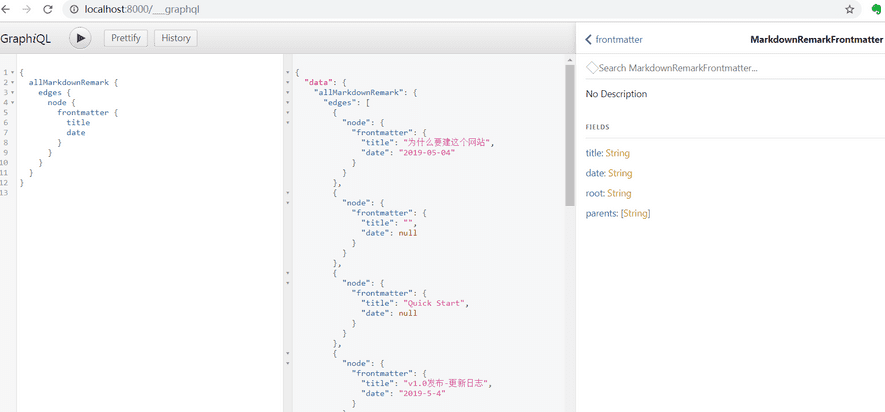 localhost:8000/___graphql
GraphiQL
Prettify
History
1 {
2 allMarkdownRemark {
3 edges {
4 node {
5 frontmatter {
6 title
7 date
8 }
9 }
10 }
11 }
12 }
13
{
"data": {
"allMarkdownRemark": {
"edges": [
{
"node": {
"frontmatter": {
"title": "为什么要建这个网站",
"date": "2019-05-04"
}
}
},
{
"node": {
"frontmatter": {
"title": "",
"date": null
}
}
},
{
"node": {
"frontmatter": {
"title": "Quick Start",
"date": null
}
}
},
{
"node": {
"frontmatter": {
"title": "v1.0发布-更新日志",
"date": "2019-5-4"
}
frontmatter
MarkdownRemarkFrontmatter
Search MarkdownRemarkFrontmatter...
No Description
FIELDS
title: String
date: String
root: String
parents: [String]